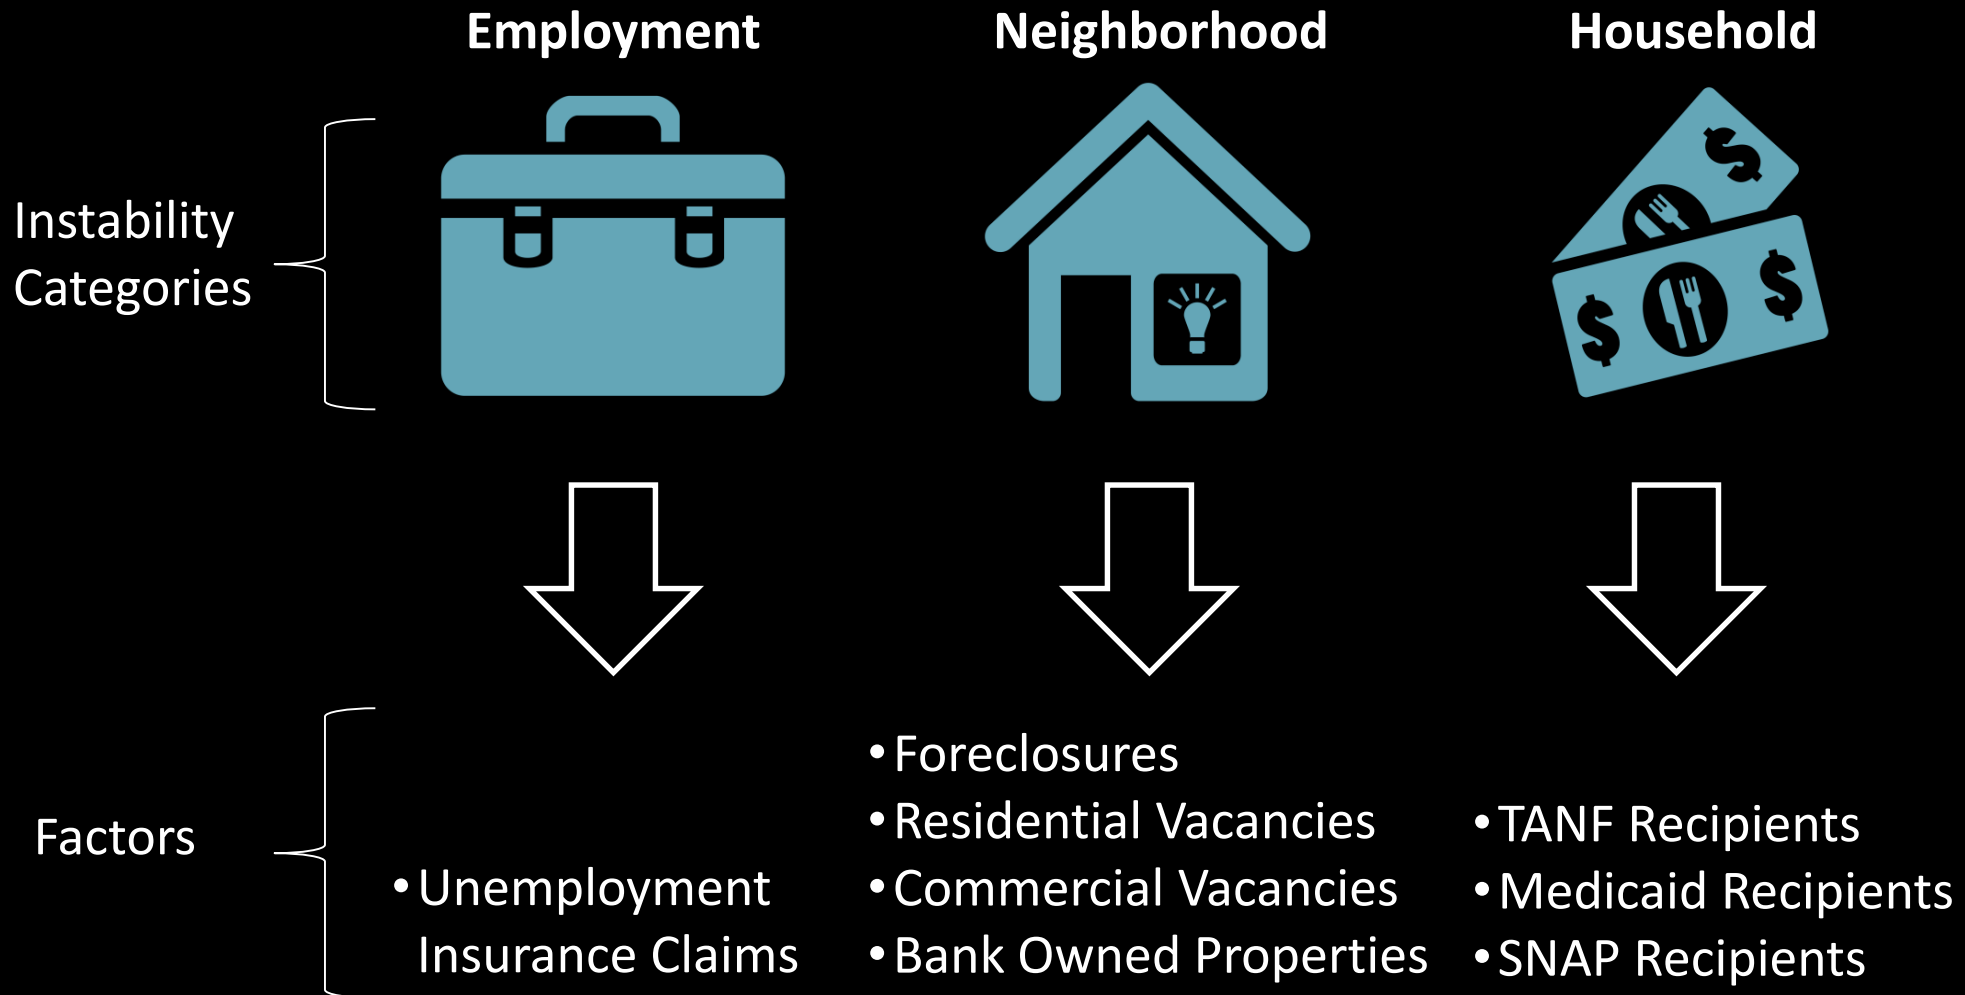 Employment
Neighborhood
Household
Instability
Categories
$
$
$
Factors
• Unemployment
Insurance Claims
• Foreclosures
• Residential Vacancies
• Commercial Vacancies
• Bank Owned Properties
• TANF Recipients
• Medicaid Recipients
• SNAP Recipients